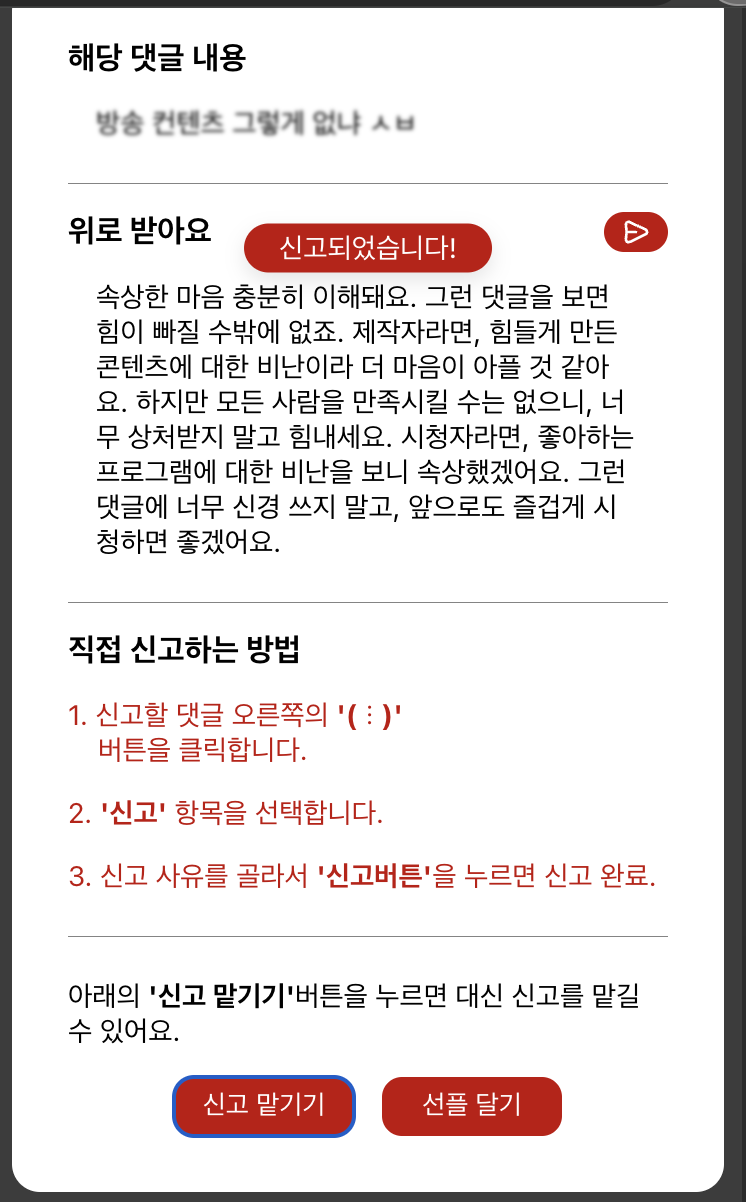 해당 댓글 내용
방송 컨텐츠 그렇게 없냐 ㅅㅂ
위로 받아요
신고되었습니다!
속상한 마음 충분히 이해돼요. 그런 댓글을 보면
힘이 빠질 수밖에 없죠. 제작자라면, 힘들게 만든
콘텐츠에 대한 비난이라 더 마음이 아플 것 같아
요. 하지만 모든 사람을 만족시킬 수는 없으니, 너
무 상처받지 말고 힘내세요. 시청자라면, 좋아하는
프로그램에 대한 비난을 보니 속상했겠어요. 그런
댓글에 너무 신경 쓰지 말고, 앞으로도 즐겁게 시
청하면 좋겠어요.
직접 신고하는 방법
1. 신고할 댓글 오른쪽의 '(⋮)'
버튼을 클릭합니다.
2. '신고' 항목을 선택합니다.
3. 신고 사유를 골라서 '신고버튼'을 누르면 신고 완료.
아래의 '신고 맡기기'버튼을 누르면 대신 신고를 맡길
수 있어요.
신고 맡기기
선플 달기